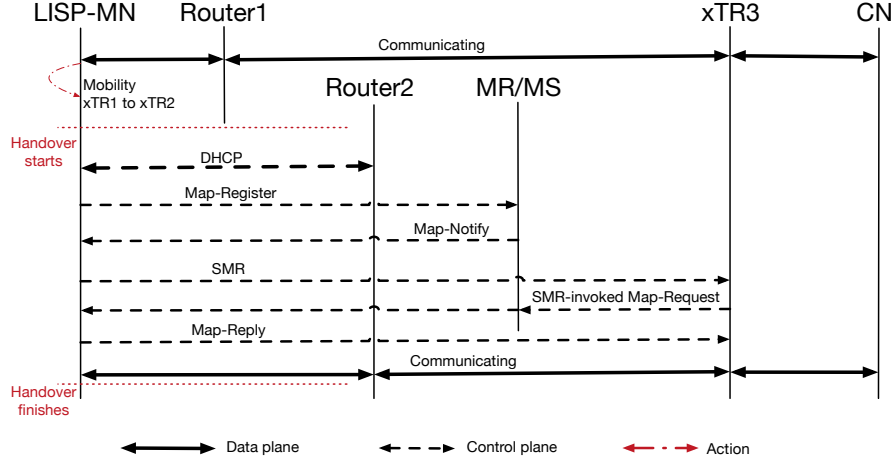 LISP-MN Router1 xTR3 CN
Communicating
Mobility
xTR1 to xTR2
Router2 MR/MS
Handover
starts
DHCP
Map-Register
Map-Notify
SMR
SMR-invoked Map-Request
Map-Reply
Communicating
Handover
finishes
Data plane Control plane Action